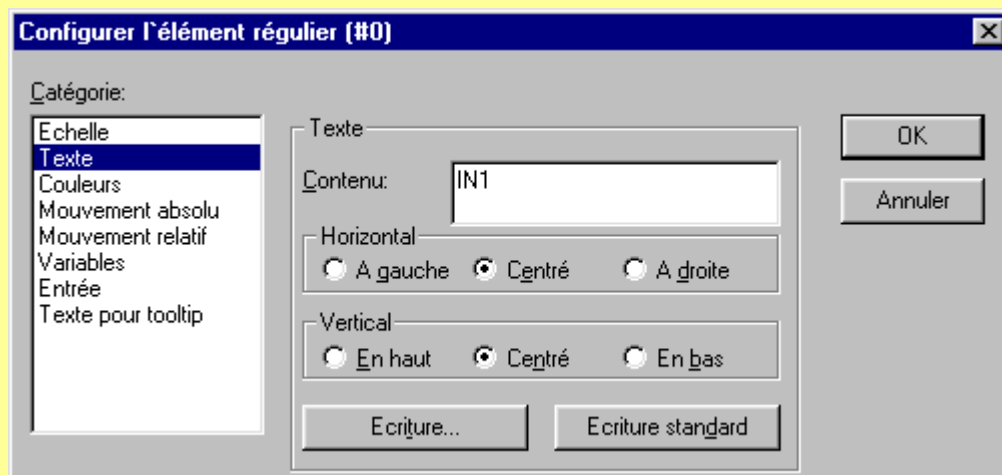 Configurer l`élément régulier (#0)
Catégorie:
Echelle
Texte
Couleurs
Mouvement absolu
Mouvement relatif
Variables
Entrée
Texte pour tooltip
Texte
Contenu: IN1
Horizontal
A gauche Centré A droite
Vertical
En haut Centré En bas
Ecriture... Ecriture standard
OK
Annuler